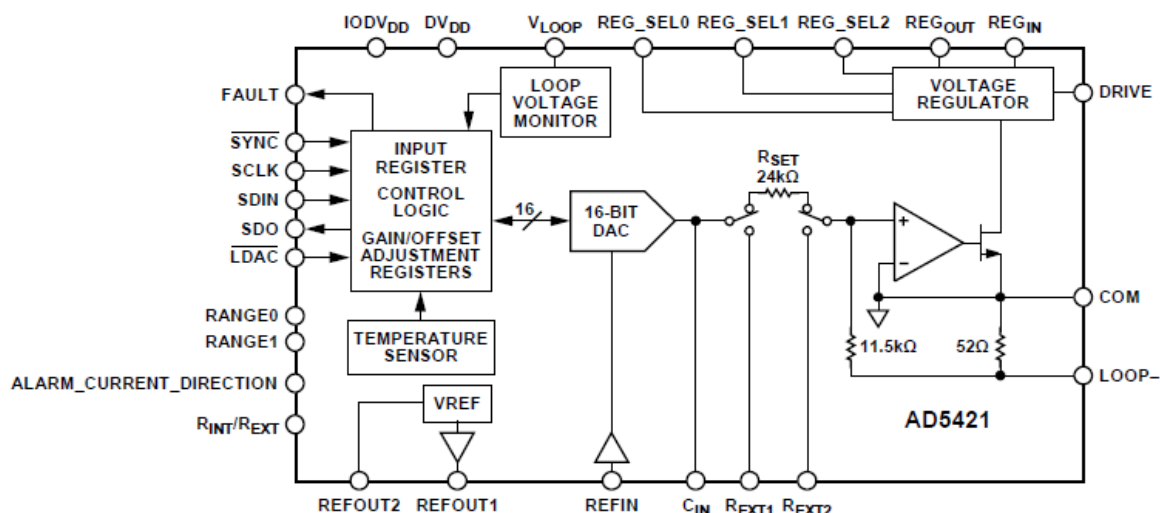 IODVDD
DVDD
VLOOP
REG_SEL0
REG_SEL1
REG_SEL2
REGOUT
REGIN
FAULT
SYNC
SCLK
SDIN
SDO
LDAC
RANGE0
RANGE1
ALARM_CURRENT_DIRECTION
RINT/REXT
LOOP
VOLTAGE
MONITOR
VOLTAGE
REGULATOR
DRIVE
INPUT
REGISTER
CONTROL
LOGIC
GAIN/OFFSET
ADJUSTMENT
REGISTERS
16
16-BIT
DAC
RSET
24kΩ
+
–
COM
11.5kΩ
52Ω
LOOP–
TEMPERATURE
SENSOR
VREF
AD5421
REFOUT2
REFOUT1
REFIN
CIN
REXT1
REXT2